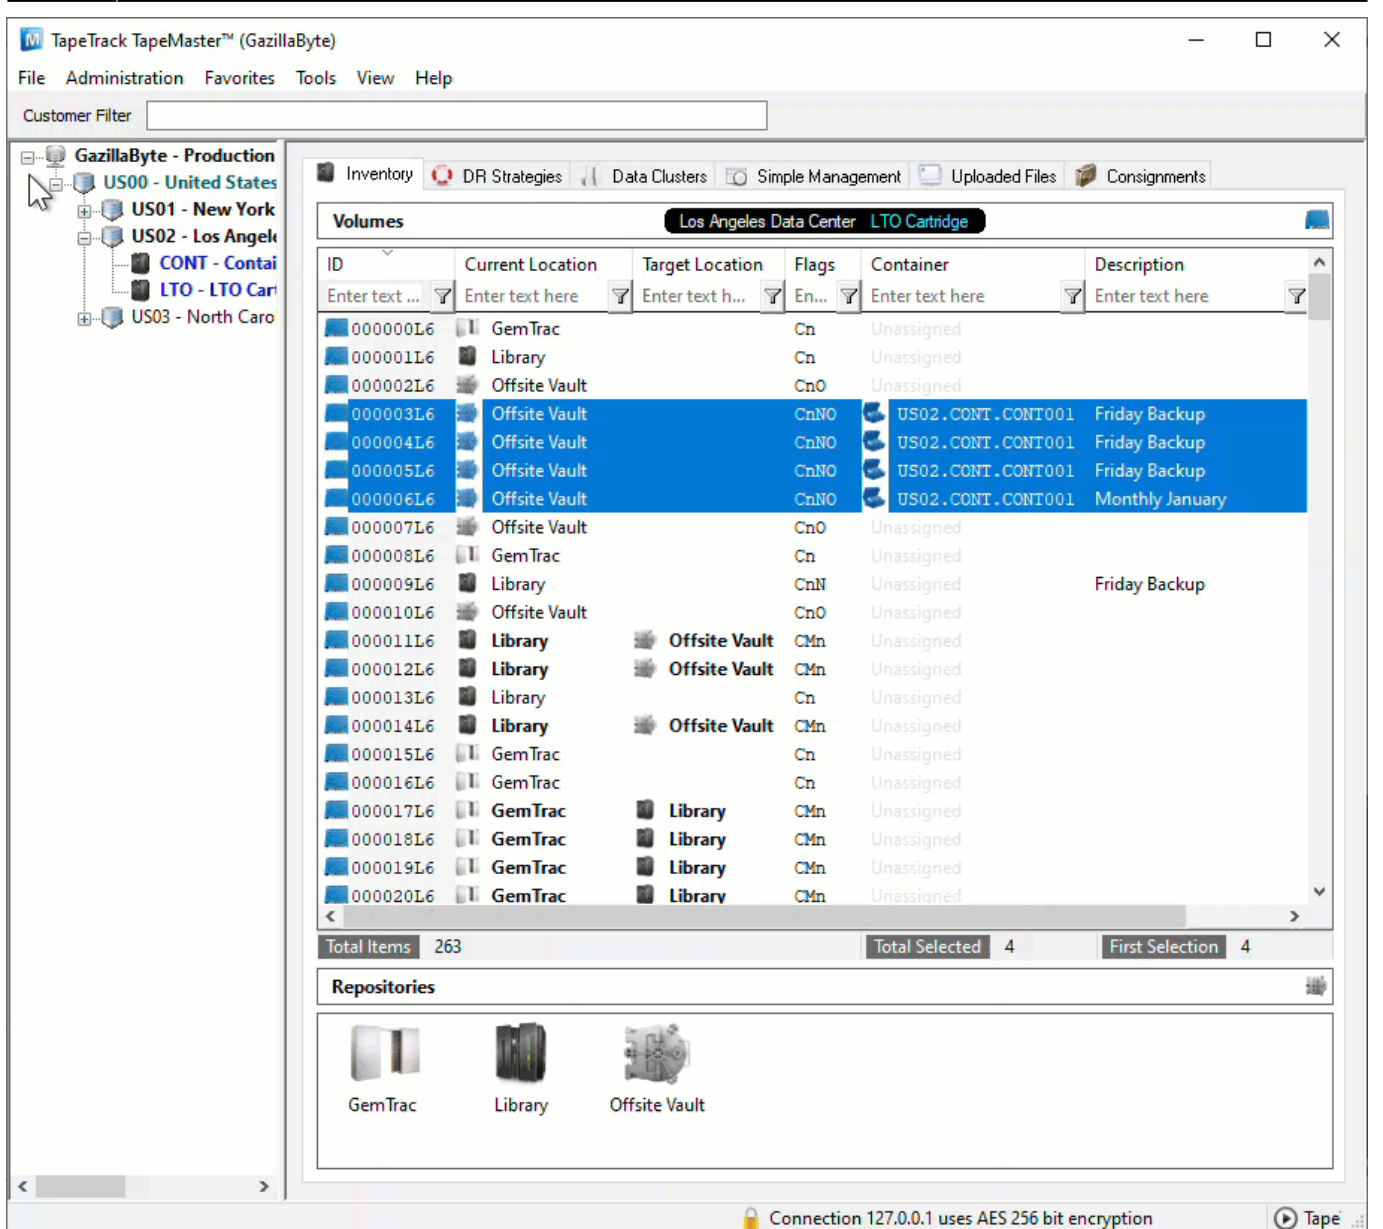 TapeTrack TapeMaster™ (GazillaByte)
File Administration Favorites Tools View Help
Customer Filter
GazillaByte - Production
US00 - United States
US01 - New York
US02 - Los Angele
CONT - Contai
LTO - LTO Cart
US03 - North Caro
Inventory DR Strategies Data Clusters Simple Management Uploaded Files Consignments
Volumes Los Angeles Data Center LTO Cartridge
ID Current Location Target Location Flags Container Description
Enter text ... Enter text here Enter text h... En... Enter text here Enter text here
000000L6 GemTrac Cn Unassigned
000001L6 Library Cn Unassigned
000002L6 Offsite Vault CnO Unassigned
000003L6 Offsite Vault CnNO US02.CONT.CONT001 Friday Backup
000004L6 Offsite Vault CnNO US02.CONT.CONT001 Friday Backup
000005L6 Offsite Vault CnNO US02.CONT.CONT001 Friday Backup
000006L6 Offsite Vault CnNO US02.CONT.CONT001 Monthly January
000007L6 Offsite Vault CnO Unassigned
000008L6 GemTrac Cn Unassigned
000009L6 Library CnN Unassigned Friday Backup
000010L6 Offsite Vault CnO Unassigned
000011L6 Library Offsite Vault CMn Unassigned
000012L6 Library Offsite Vault CMn Unassigned
000013L6 Library Cn Unassigned
000014L6 Library Offsite Vault CMn Unassigned
000015L6 GemTrac Cn Unassigned
000016L6 GemTrac Cn Unassigned
000017L6 GemTrac Library CMn Unassigned
000018L6 GemTrac Library CMn Unassigned
000019L6 GemTrac Library CMn Unassigned
000020L6 GemTrac Library CMn Unassigned
Total Items 263 Total Selected 4 First Selection 4
Repositories
GemTrac Library Offsite Vault
Connection 127.0.0.1 uses AES 256 bit encryption Tape